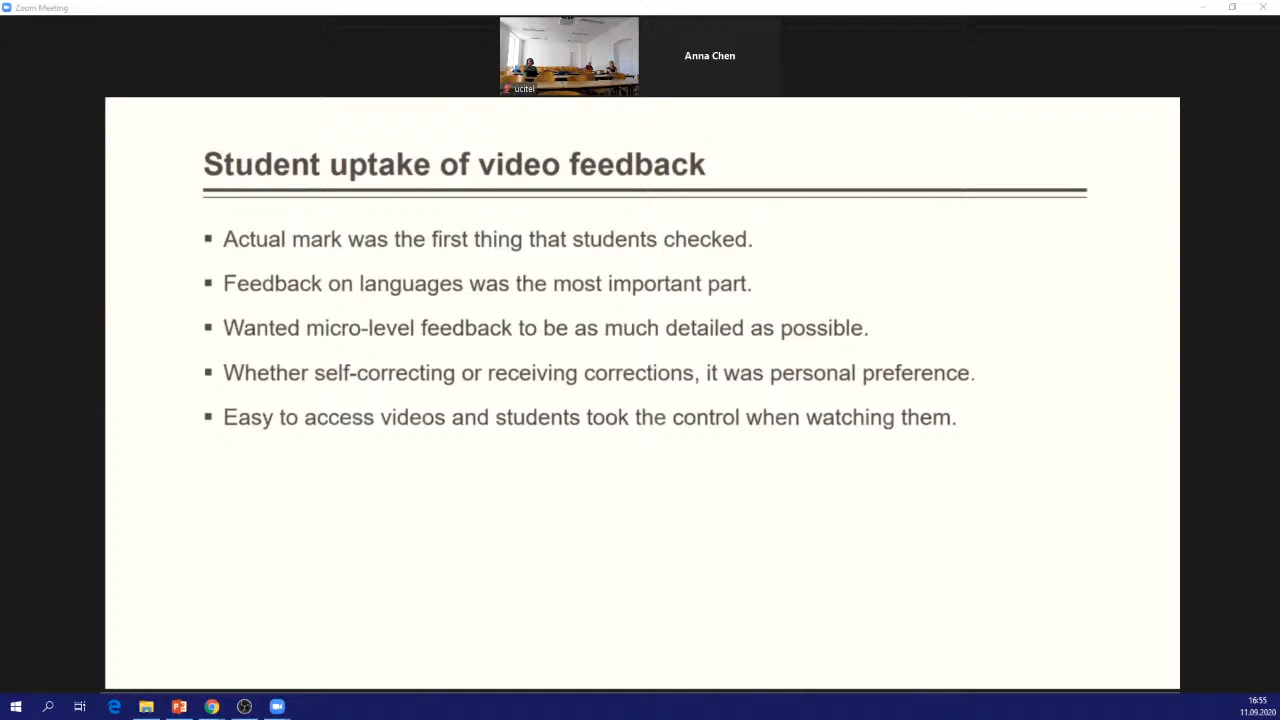 Zoom Meeting
ucitel
Anna Chen
Student uptake of video feedback
▪ Actual mark was the first thing that students checked.
▪ Feedback on languages was the most important part.
▪ Wanted micro-level feedback to be as much detailed as possible.
▪ Whether self-correcting or receiving corrections, it was personal preference.
▪ Easy to access videos and students took the control when watching them.
16:55
11.09.2020